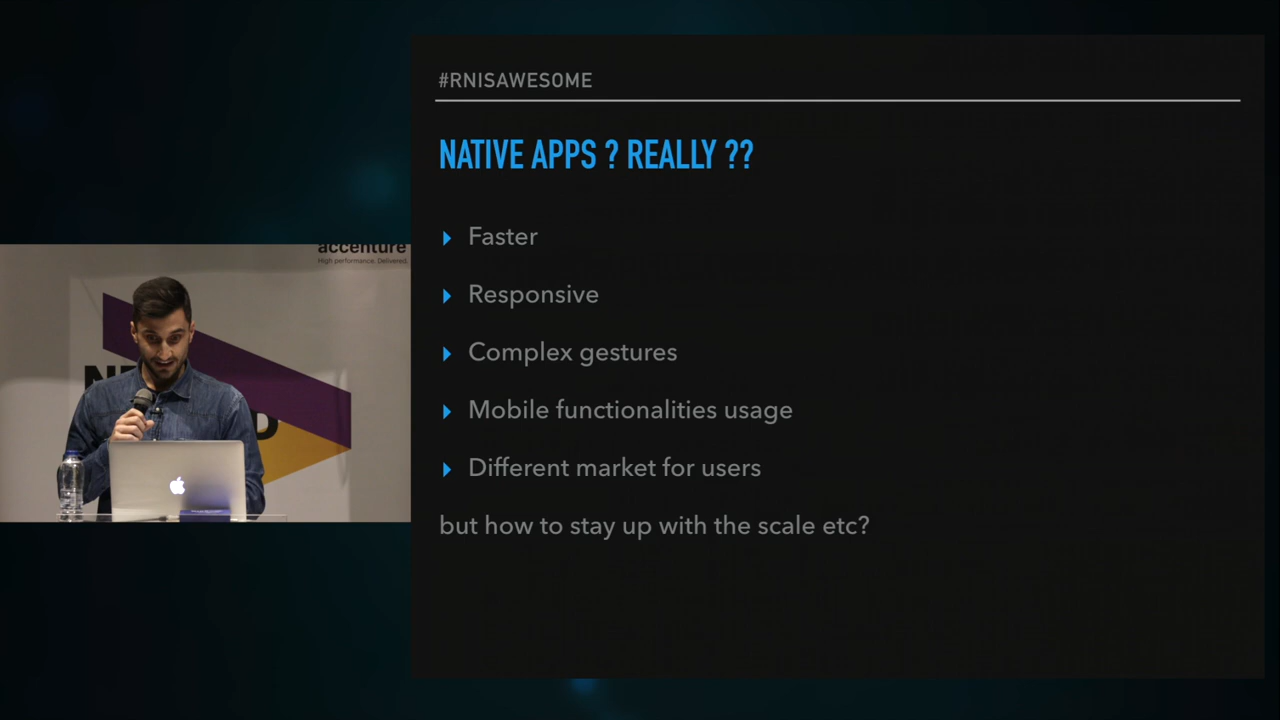 #RNISAWESOME
NATIVE APPS ? REALLY ??
Faster
Responsive
Complex gestures
Mobile functionalities usage
Different market for users
but how to stay up with the scale etc?
accenture
High performance. Delivered.